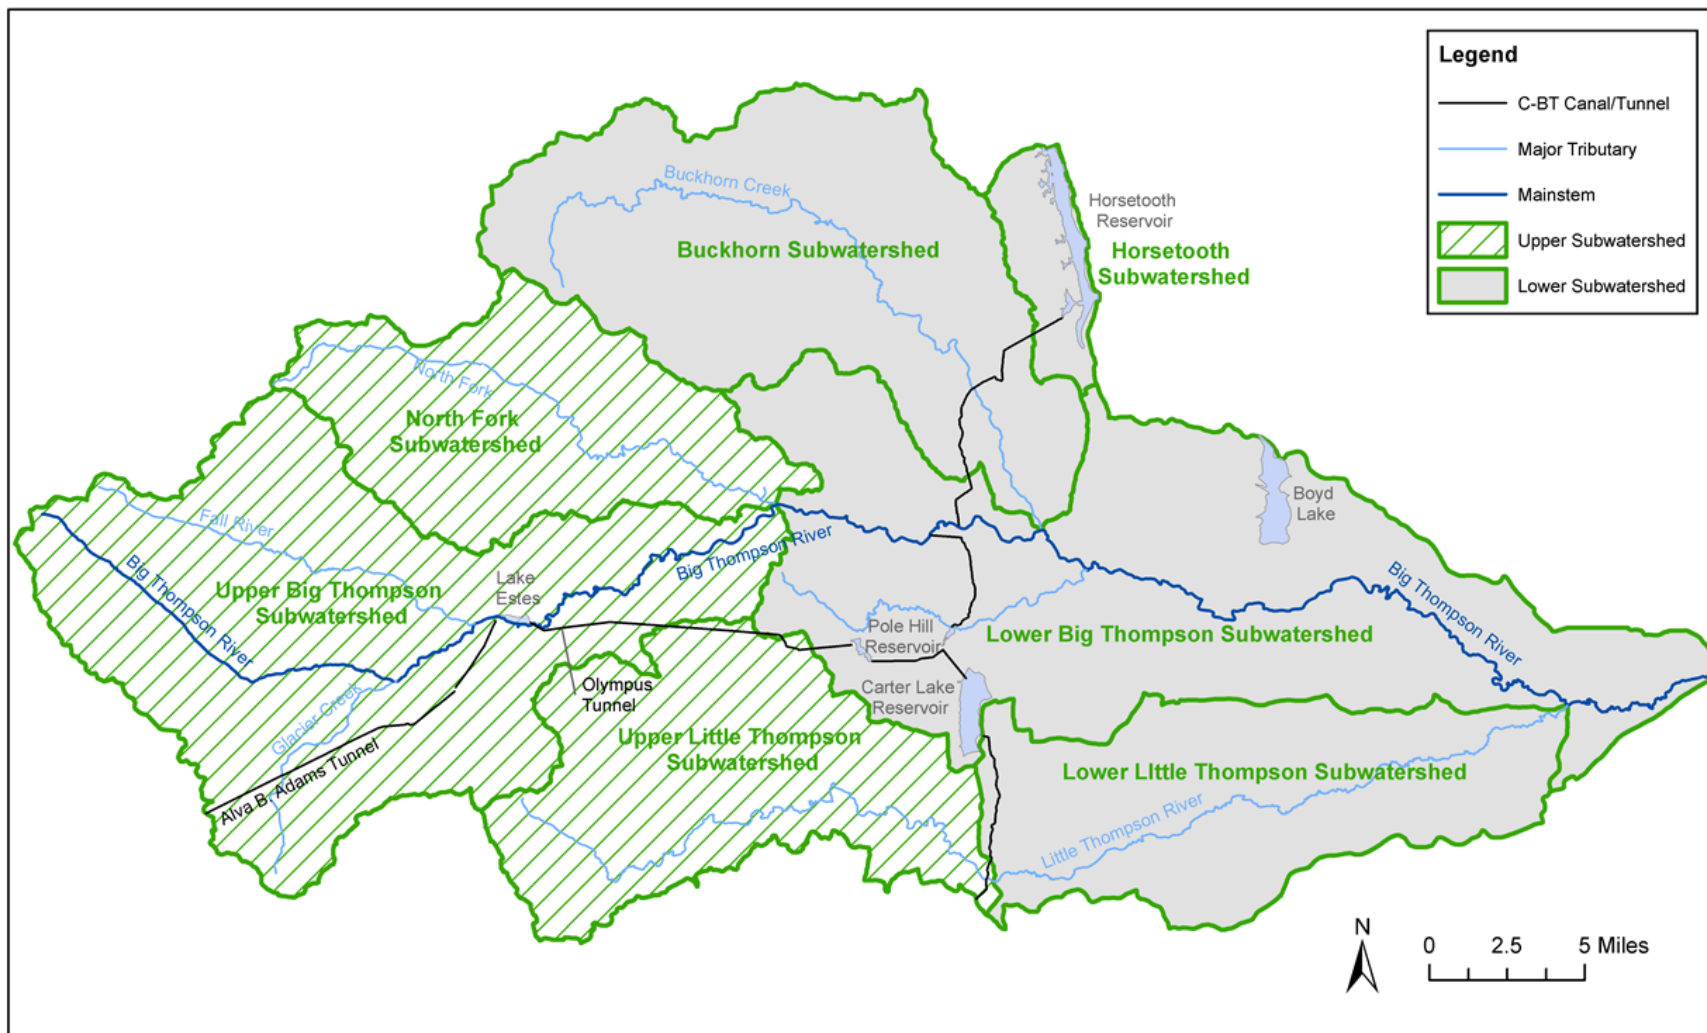 Legend
C-BT Canal/Tunnel
Major Tributary
Mainstem
Upper Subwatershed
Lower Subwatershed
Buckhorn Creek
Horsetooth
Reservoir
Buckhorn Subwatershed
Horsetooth
Subwatershed
North Fork
North Fork
Subwatershed
Boyd
Lake
Fall River
Big Thompson River
Big Thompson River
Lake
Estes
Upper Big Thompson
Subwatershed
Big Thompson River
Pole Hill
Reservoir
Lower Big Thompson Subwatershed
Olympus
Tunnel
Carter Lake
Reservoir
Glacier Creek
Alva B. Adams Tunnel
Upper Little Thompson
Subwatershed
Lower LIttle Thompson Subwatershed
Little Thompson River
N
0 2.5 5 Miles